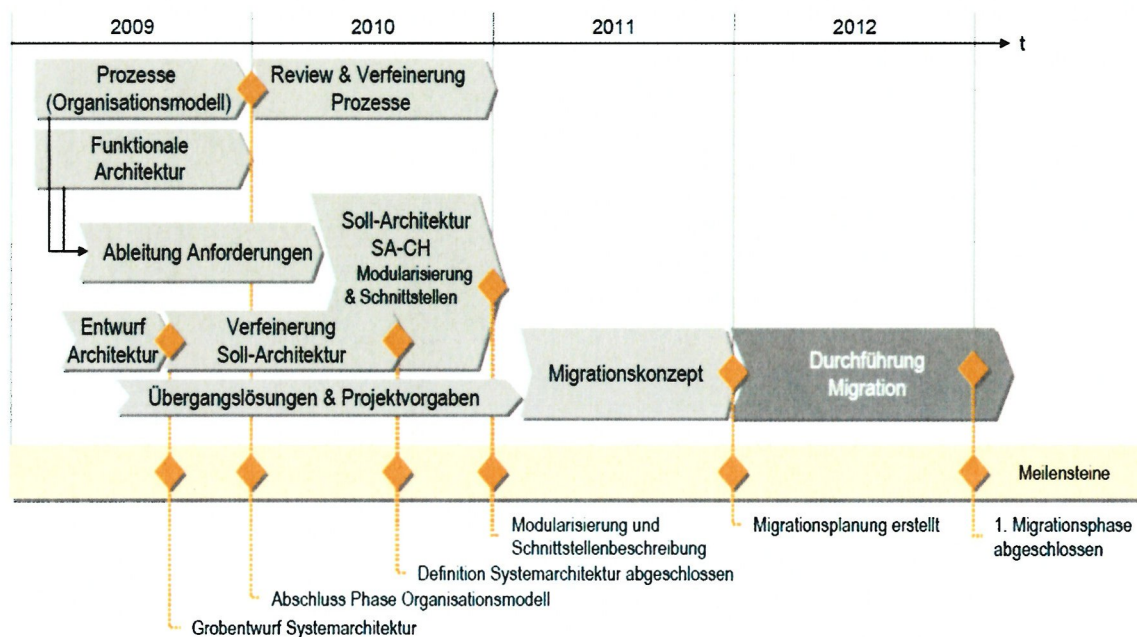 2009
2010
2011
2012
t
Prozesse
(Organisationsmodell)
Review & Verfeinerung
Prozesse
Funktionale
Architektur
Ableitung Anforderungen
Soll-Architektur
SA-CH
Modularisierung
& Schnittstellen
Entwurf
Architektur
Verfeinerung
Soll-Architektur
Migrationskonzept
Durchführung
Migration
Übergangslösungen & Projektvorgaben
Meilensteine
Modularisierung und
Schnittstellenbeschreibung
Migrationsplanung erstellt
1. Migrationsphase
abgeschlossen
Definition Systemarchitektur abgeschlossen
Abschluss Phase Organisationsmodell
Grobentwurf Systemarchitektur